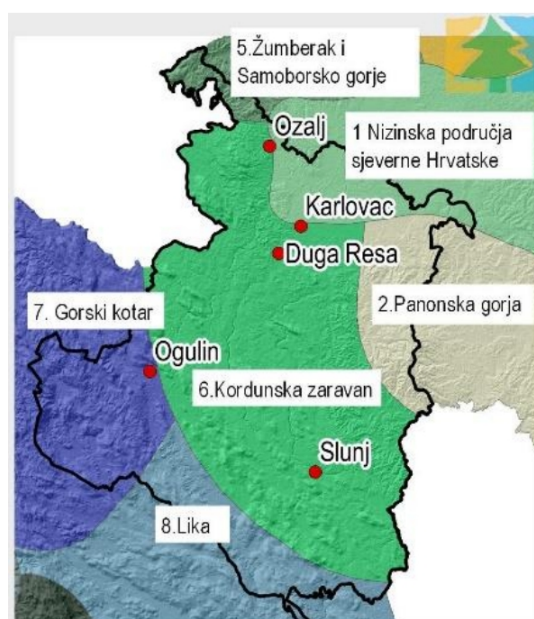 5.Žumberak i
Samoborsko gorje
Ozalj
1 Nizinska područja
sjeverne Hrvatske
Karlovac
Duga Resa
7. Gorski kotar
2.Panonska gorja
Ogulin
6.Kordunska zaravan
Slunj
8.Lika